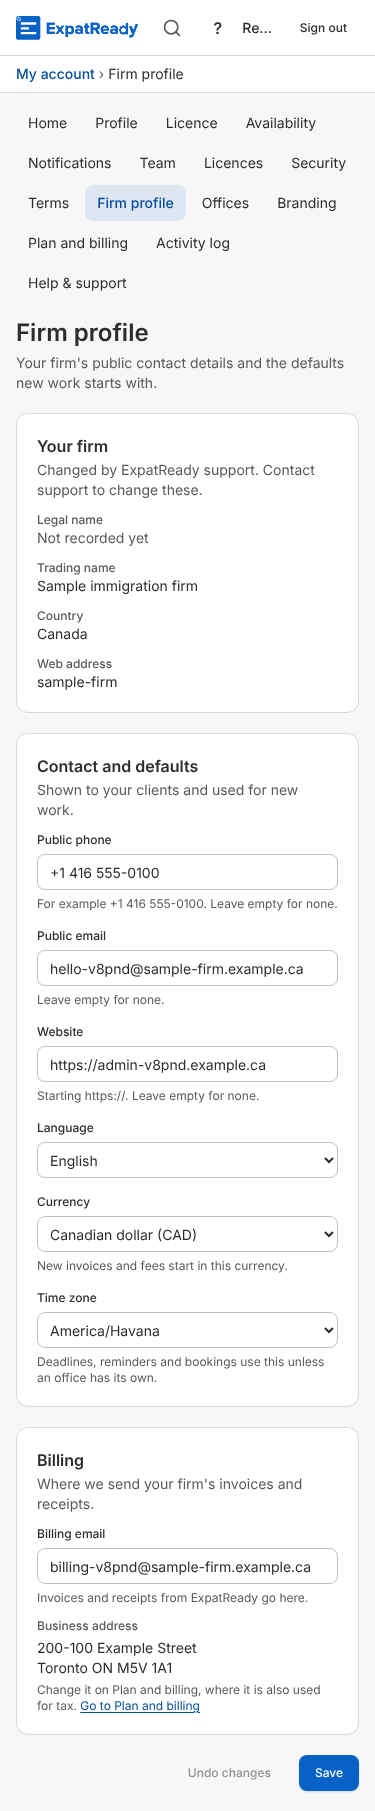 ExpatReady
?
Re...
Sign out
My account › Firm profile
Home Profile Licence Availability
Notifications Team Licences Security
Terms Firm profile Offices Branding
Plan and billing Activity log
Help & support
Firm profile
Your firm's public contact details and the defaults
new work starts with.
Your firm
Changed by ExpatReady support. Contact
support to change these.
Legal name
Not recorded yet
Trading name
Sample immigration firm
Country
Canada
Web address
sample-firm
Contact and defaults
Shown to your clients and used for new
work.
Public phone
+1 416 555-0100
For example +1 416 555-0100. Leave empty for none.
Public email
hello-v8pnd@sample-firm.example.ca
Leave empty for none.
Website
https://admin-v8pnd.example.ca
Starting https://. Leave empty for none.
Language
English
Currency
Canadian dollar (CAD)
New invoices and fees start in this currency.
Time zone
America/Havana
Deadlines, reminders and bookings use this unless
an office has its own.
Billing
Where we send your firm's invoices and
receipts.
Billing email
billing-v8pnd@sample-firm.example.ca
Invoices and receipts from ExpatReady go here.
Business address
200-100 Example Street
Toronto ON M5V 1A1
Change it on Plan and billing, where it is also used
for tax. Go to Plan and billing
Undo changes
Save